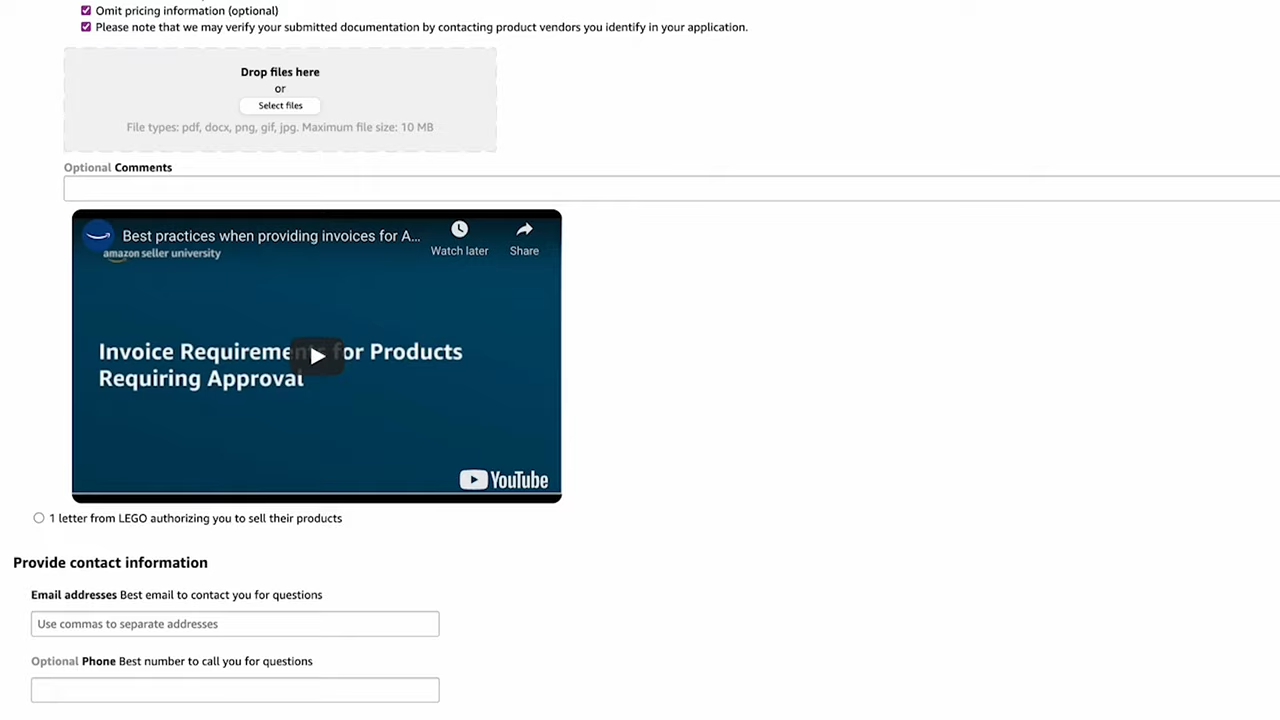 Omit pricing information (optional)
Please note that we may verify your submitted documentation by contacting product vendors you identify in your application.
Drop files here
or
Select files
File types: pdf, docx, png, gif, jpg. Maximum file size: 10 MB
Optional Comments
Best practices when providing invoices for A...
Watch later
Share
amazon seller university
Invoice Requirements for Products
Requiring Approval
YouTube
1 letter from LEGO authorizing you to sell their products
Provide contact information
Email addresses Best email to contact you for questions
Use commas to separate addresses
Optional Phone Best number to call you for questions